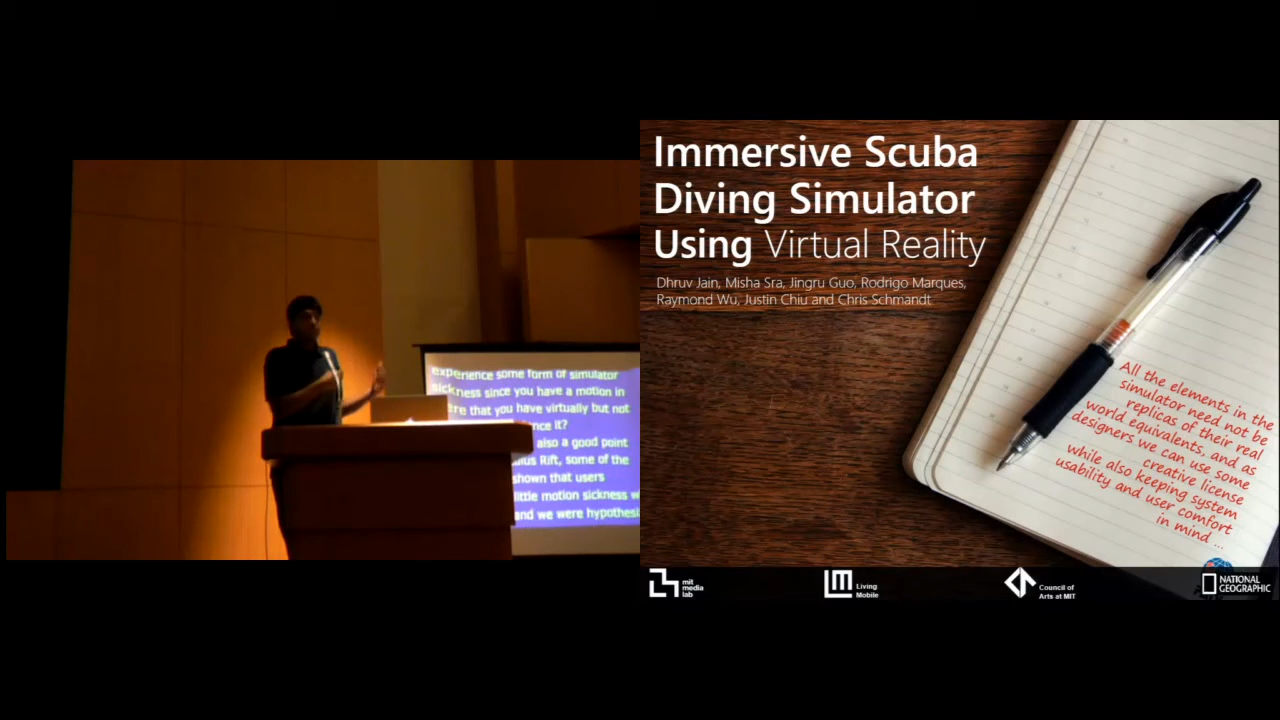 experience some form of simulator
sickness since you have a motion in
that you have virtually but not
it?
also a good point
Rift, some of the
shown that users
little motion sickness
and we were
Immersive Scuba
Diving Simulator
Using Virtual Reality
Dhruv Jain, Misha Sra, Jingru Guo, Rodrigo Marques,
Raymond Wu, Justin Chiu and Chris Schmandt
All the elements in the
simulator need not be
replicas of their real
world equivalents, and as
designers we can use some
creative license
while also keeping system
usability and user comfort
in mind ...
mit
media
lab
Living
Mobile
Council of
Arts at MIT
NATIONAL
GEOGRAPHIC